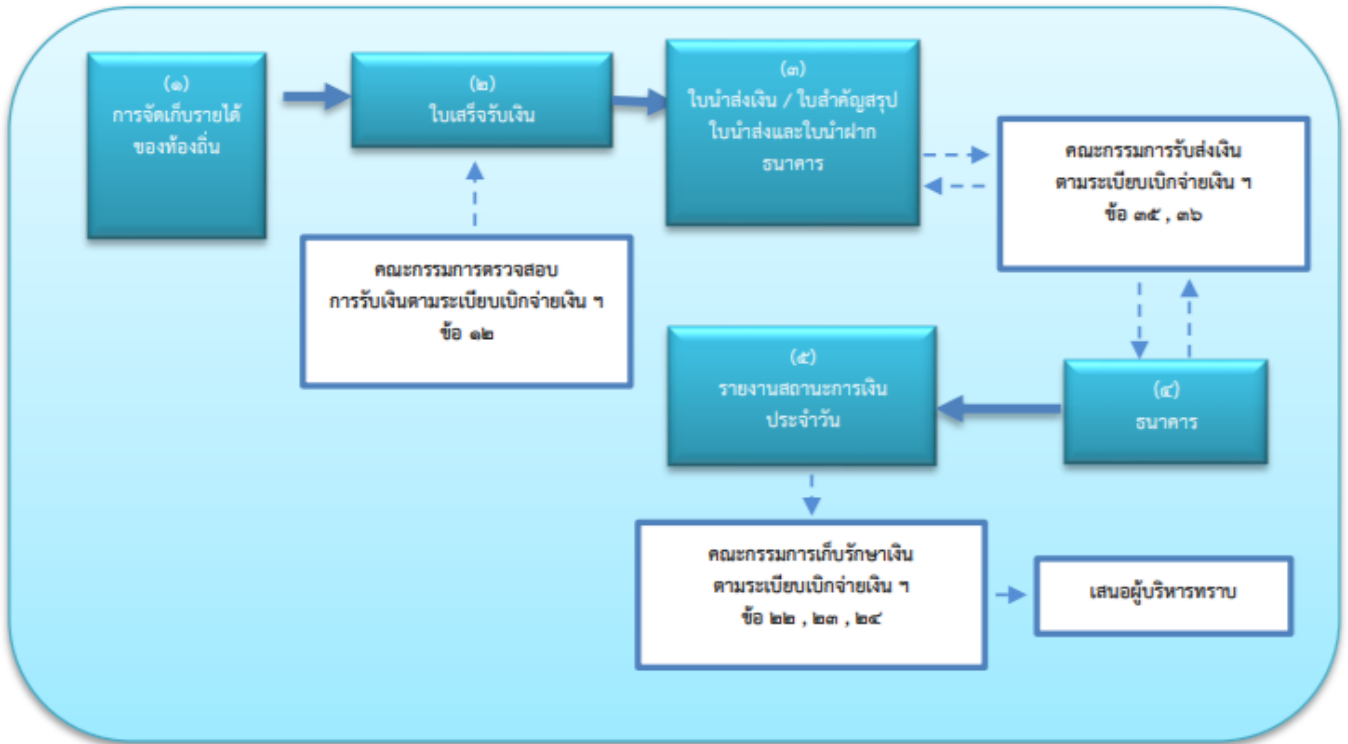 (๑)
การจัดเก็บรายได้
ของท้องถิ่น
(๒)
ใบเสร็จรับเงิน
(๓)
ใบนำส่งเงิน / ใบสำคัญสรุป
ใบนำส่งและใบนำฝาก
ธนาคาร
คณะกรรมการรับส่งเงิน
ตามระเบียบเบิกจ่ายเงิน ฯ
ข้อ ๓๕ , ๓๖
คณะกรรมการตรวจสอบ
การรับเงินตามระเบียบเบิกจ่ายเงิน ฯ
ข้อ ๑๒
(๔)
ธนาคาร
(๕)
รายงานสถานะการเงิน
ประจำวัน
คณะกรรมการเก็บรักษาเงิน
ตามระเบียบเบิกจ่ายเงิน ฯ
ข้อ ๒๒ , ๒๓ , ๒๔
เสนอผู้บริหารทราบ